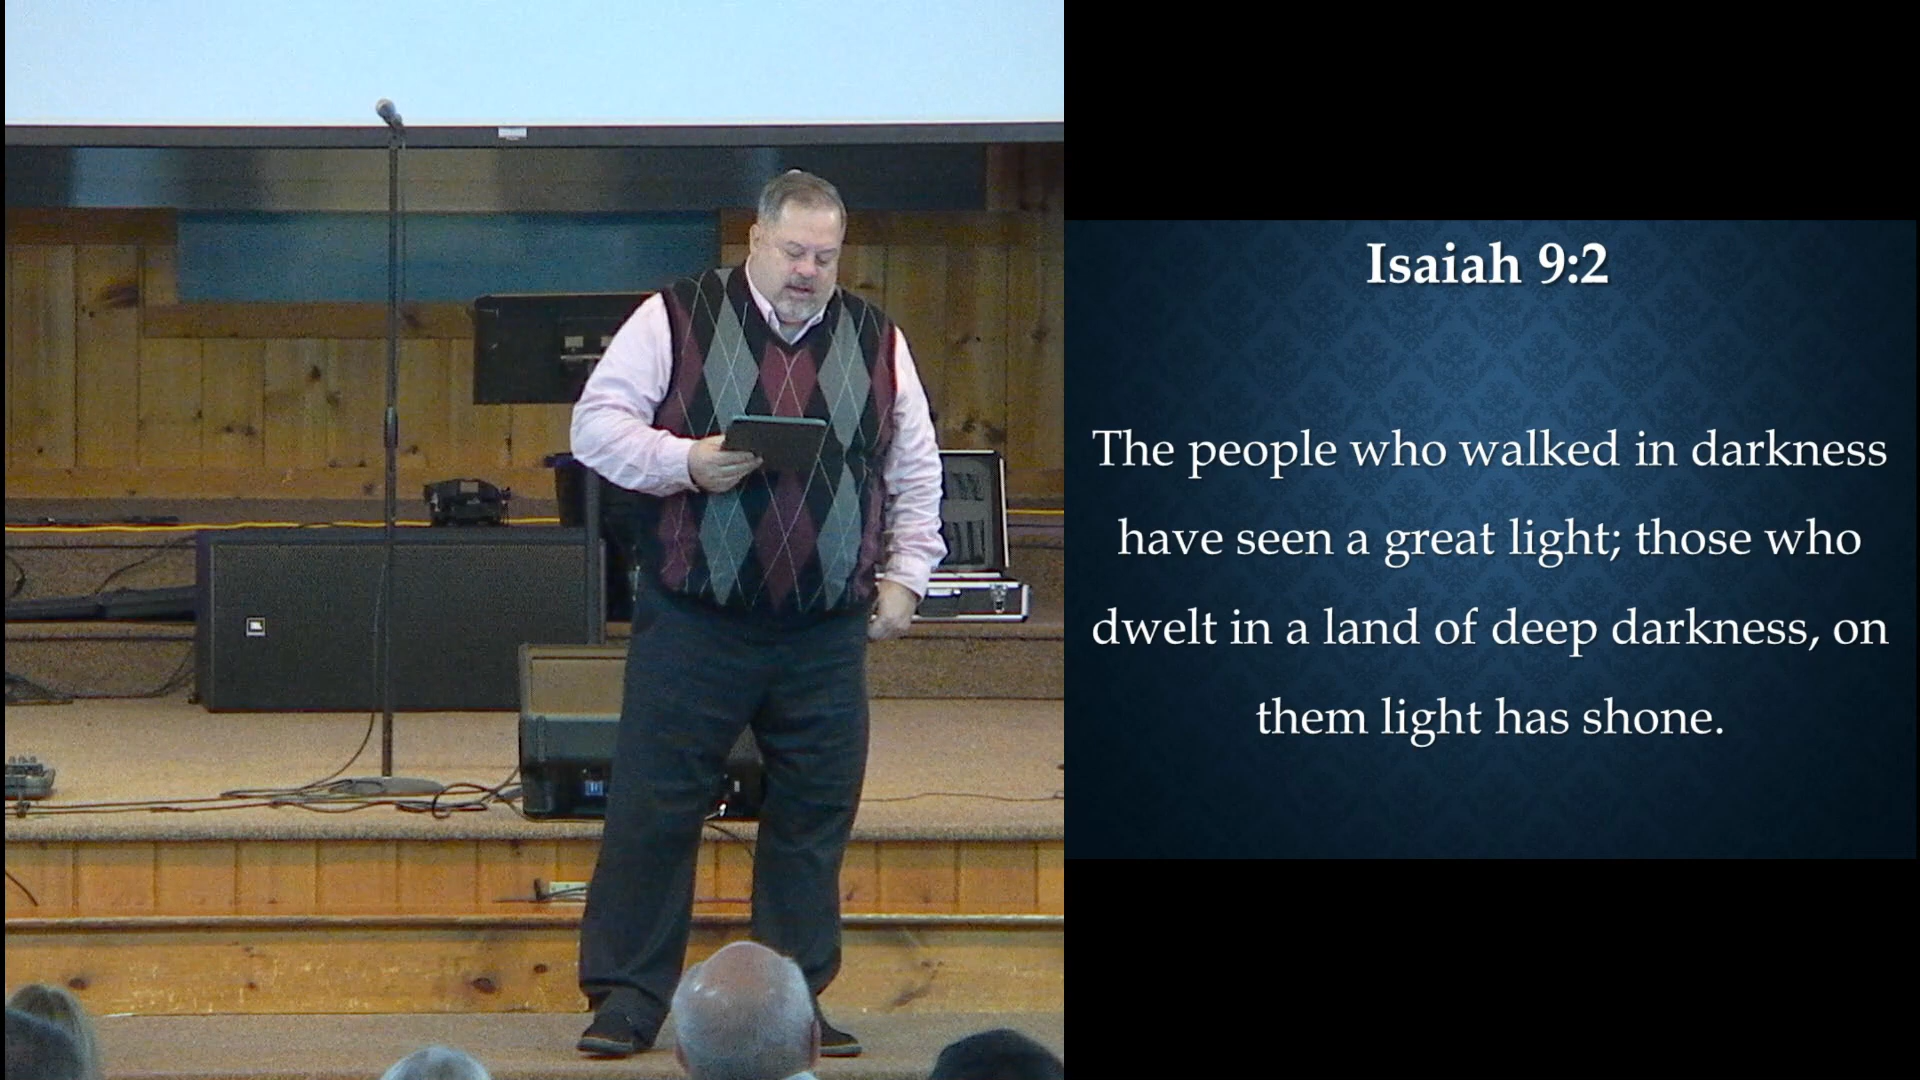 Isaiah 9:2
The people who walked in darkness
have seen a great light; those who
dwelt in a land of deep darkness, on
them light has shone.
JBL